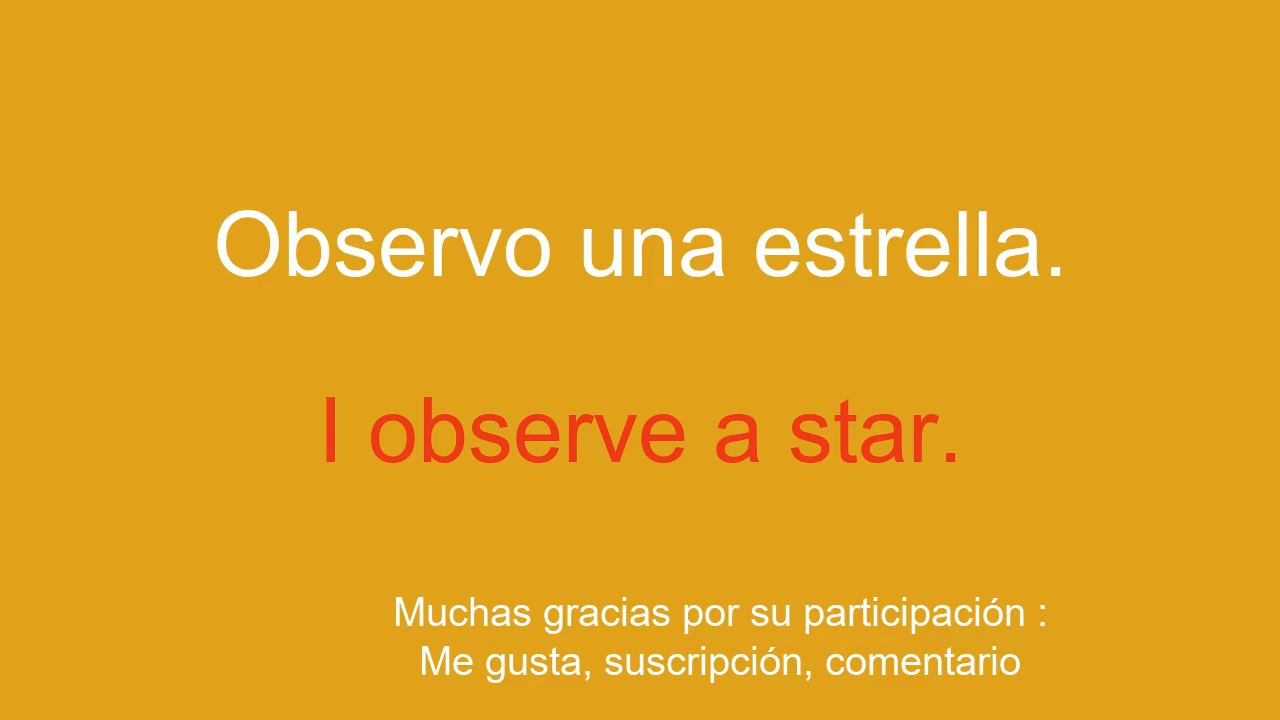 Observo una estrella.
I observe a star.
Muchas gracias por su participación :
Me gusta, suscripción, comentario